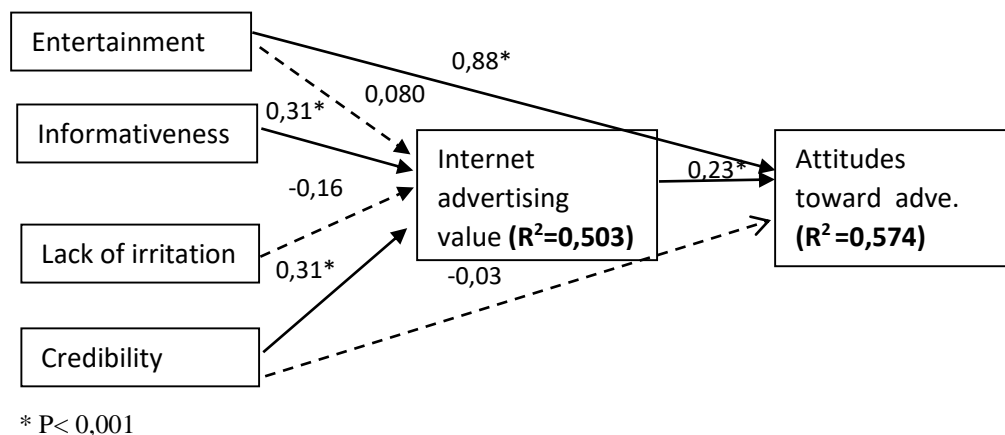 Entertainment
0,88*
0,080
Informativeness
0,31*
Internet
advertising
value (R²=0,503)
Attitudes
toward adve.
(R² =0,574)
0,23*
-0,16
Lack of irritation
0,31*
-0,03
Credibility
* P< 0,001